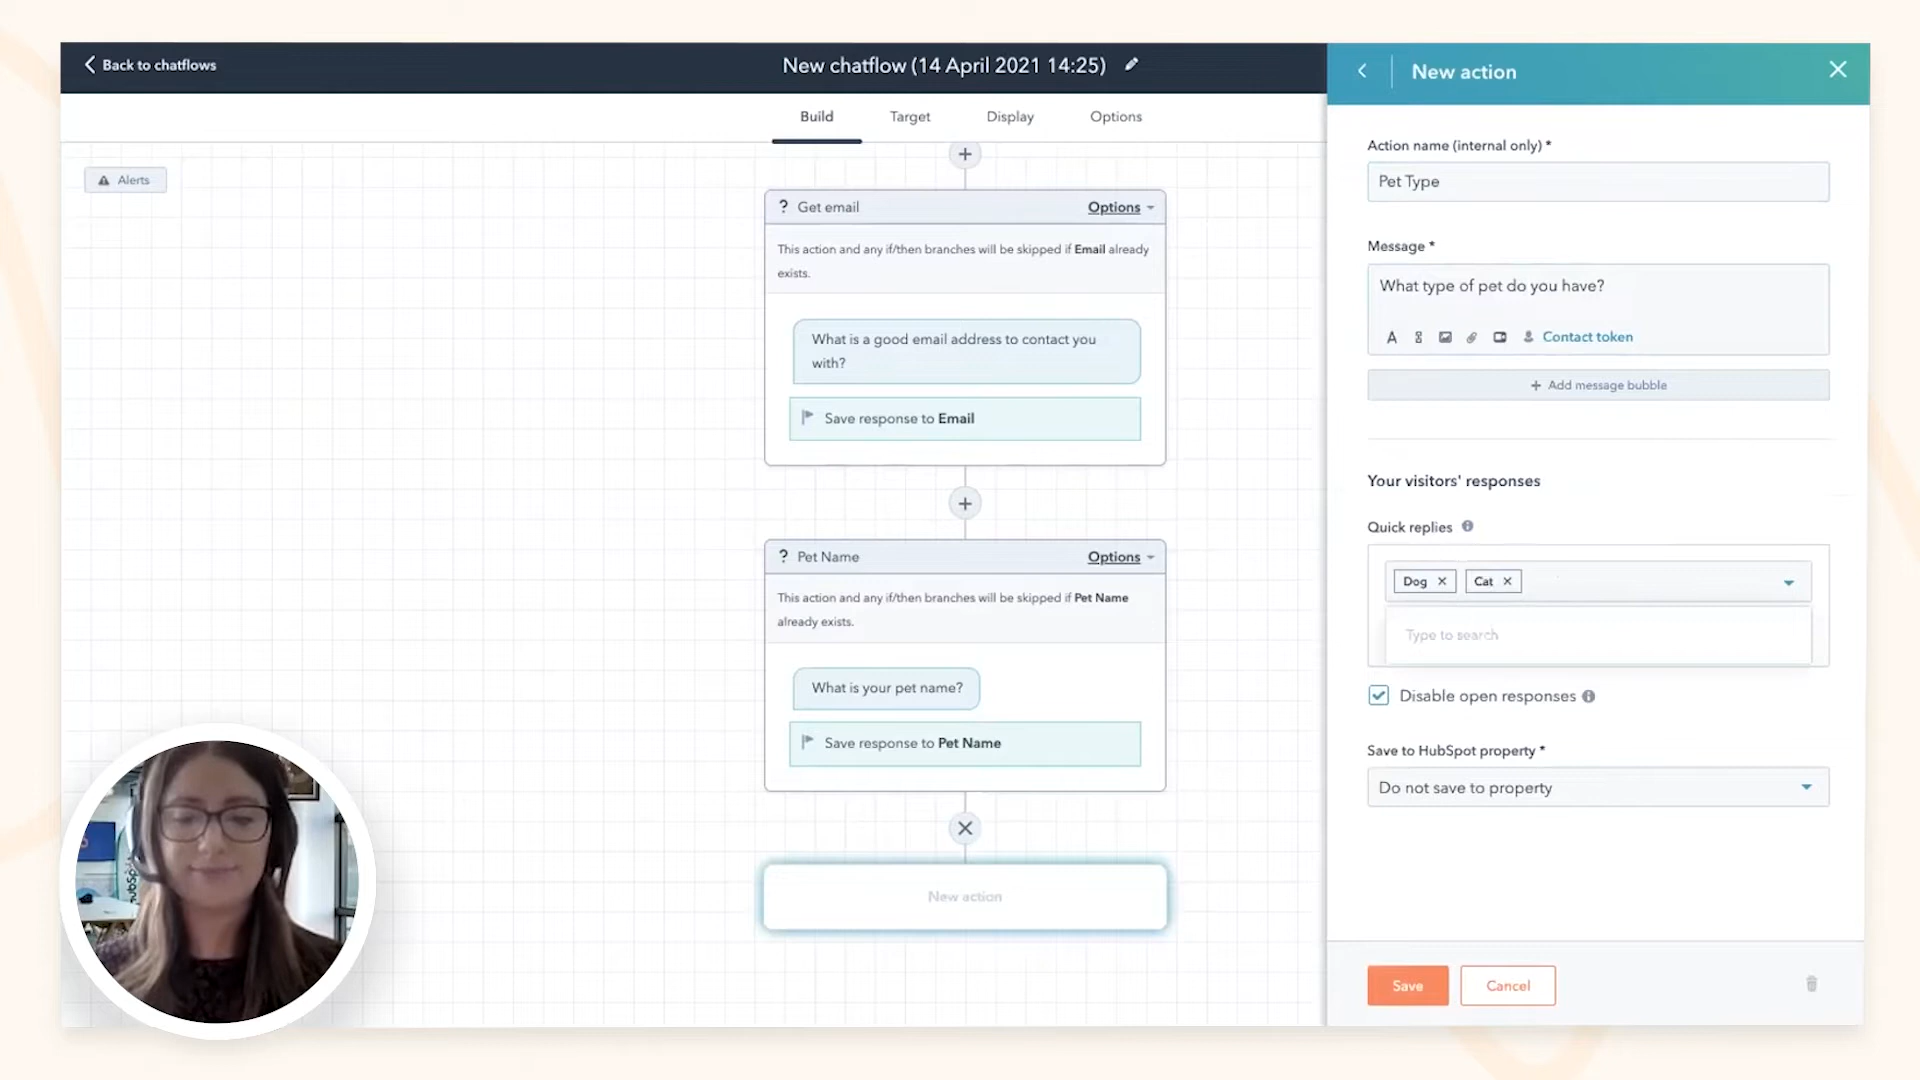 Back to chatflows
New chatflow (14 April 2021 14:25)
Build
Target
Display
Options
Alerts
? Get email
Options
This action and any if/then branches will be skipped if Email already
exists.
What is a good email address to contact you
with?
Save response to Email
? Pet Name
Options
This action and any if/then branches will be skipped if Pet Name
already exists.
What is your pet name?
Save response to Pet Name
New action
New action
Action name (internal only) *
Pet Type
Message *
What type of pet do you have?
A
Contact token
+ Add message bubble
Your visitors' responses
Quick replies
Dog
Cat
Type to search
Disable open responses
Save to HubSpot property *
Do not save to property
Save
Cancel